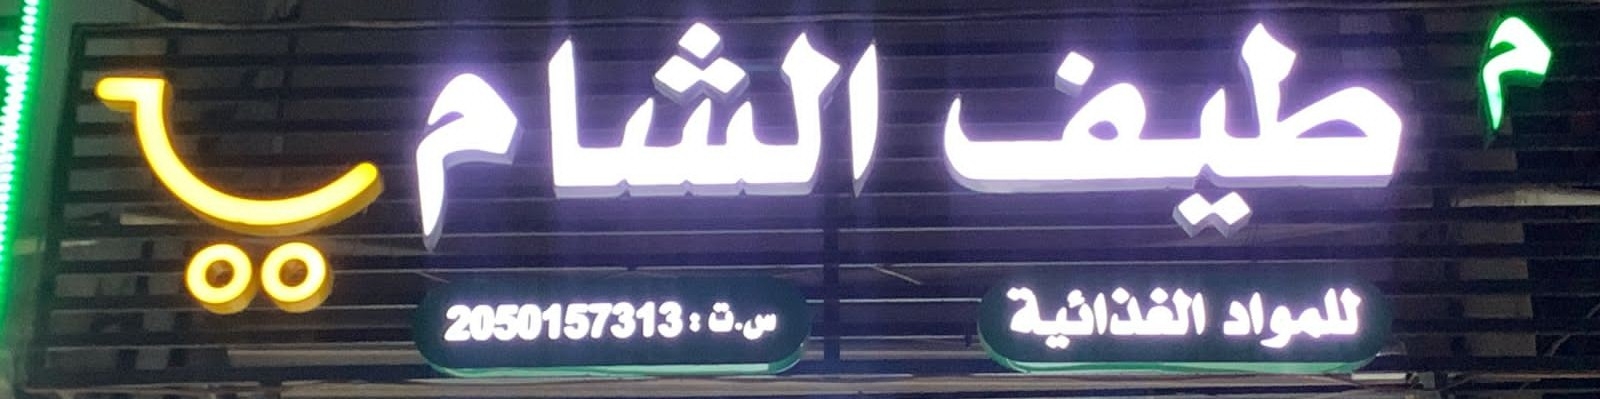 م طيف الشام
للمواد الغذائية
س.ت : 2050157313